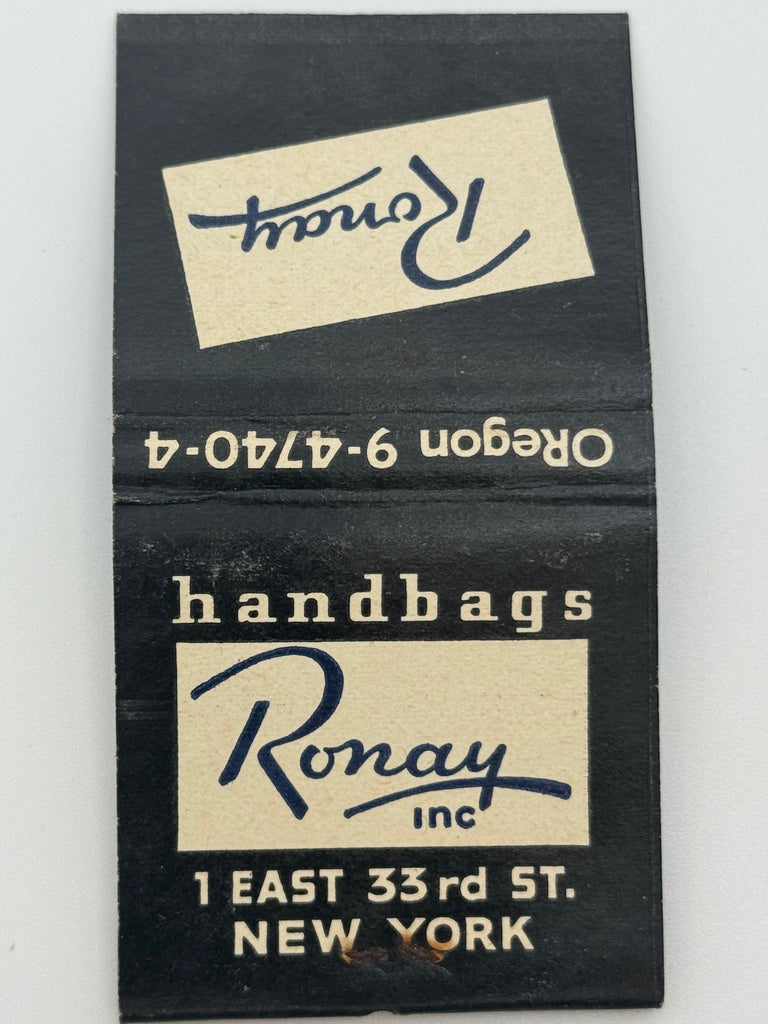 Ronay
ORegon 9-4740-4
handbags
Ronay
inc
1 EAST 33rd ST.
NEW YORK